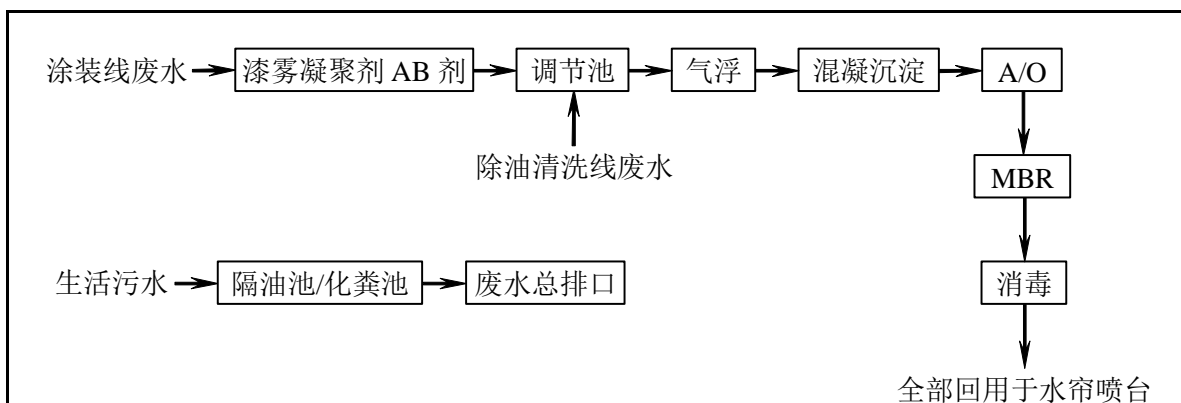 涂装线废水
漆雾凝聚剂 AB 剂
调节池
气浮
混凝沉淀
A/O
除油清洗线废水
MBR
生活污水
隔油池/化粪池
废水总排口
消毒
全部回用于水帘喷台